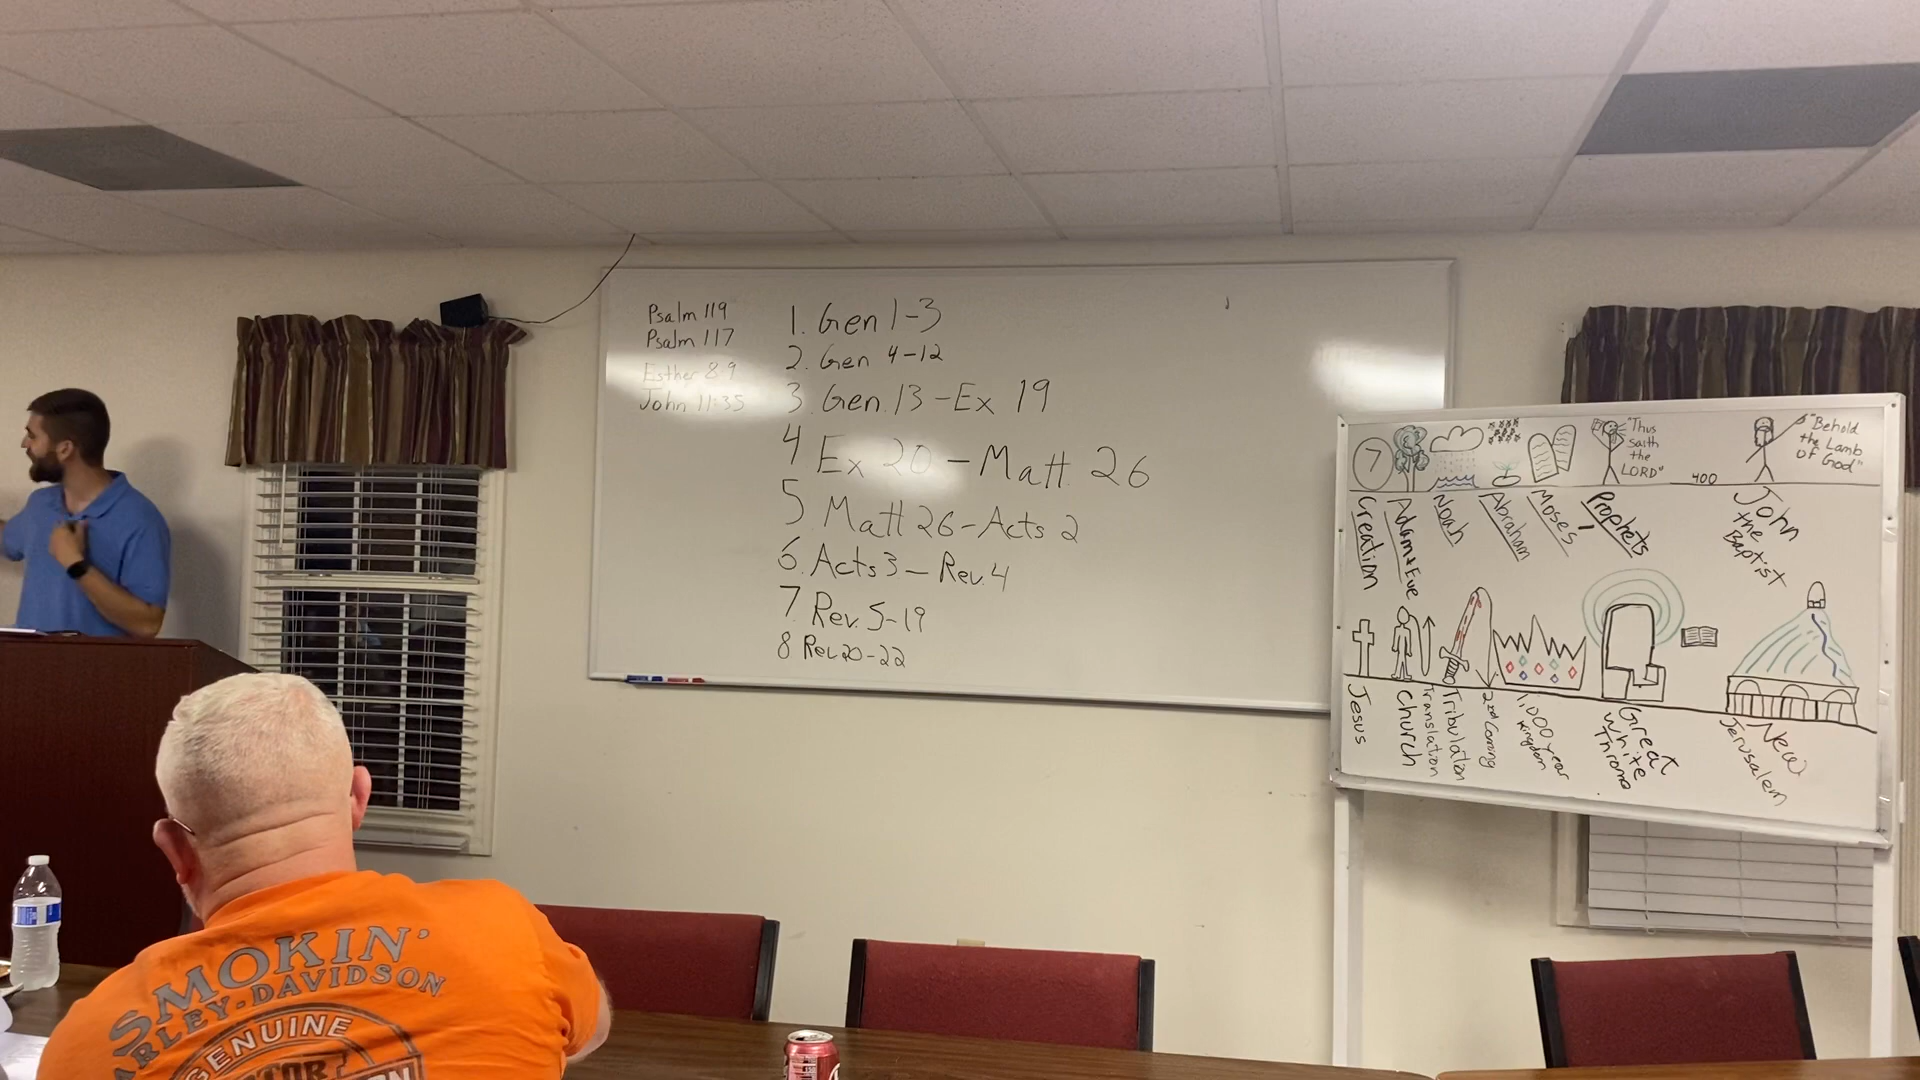 Psalm 119
Psalm 117
Esther 8:9
John 11:35
1. Gen 1-3
2. Gen 4-12
3. Gen. 13-Ex 19
4 Ex 20 - Matt. 26
5 Matt 26-Acts 2
6. Acts 3 - Rev. 4
7 Rev. 5-19
8 Rev 20-22
7
"Thus
saith
the
LORD"
400
"Behold
the Lamb
of God"
Creation
Adam & Eve
Noah
Abraham
Moses
Prophets
John
the
Baptist
Jesus
Church
Translation
Tribulation
2nd Coming
1,000 year
Kingdom
Great
White
Throne
New
Jerusalem
SMOKIN'
ARLEY-DAVIDSON
GENUINE